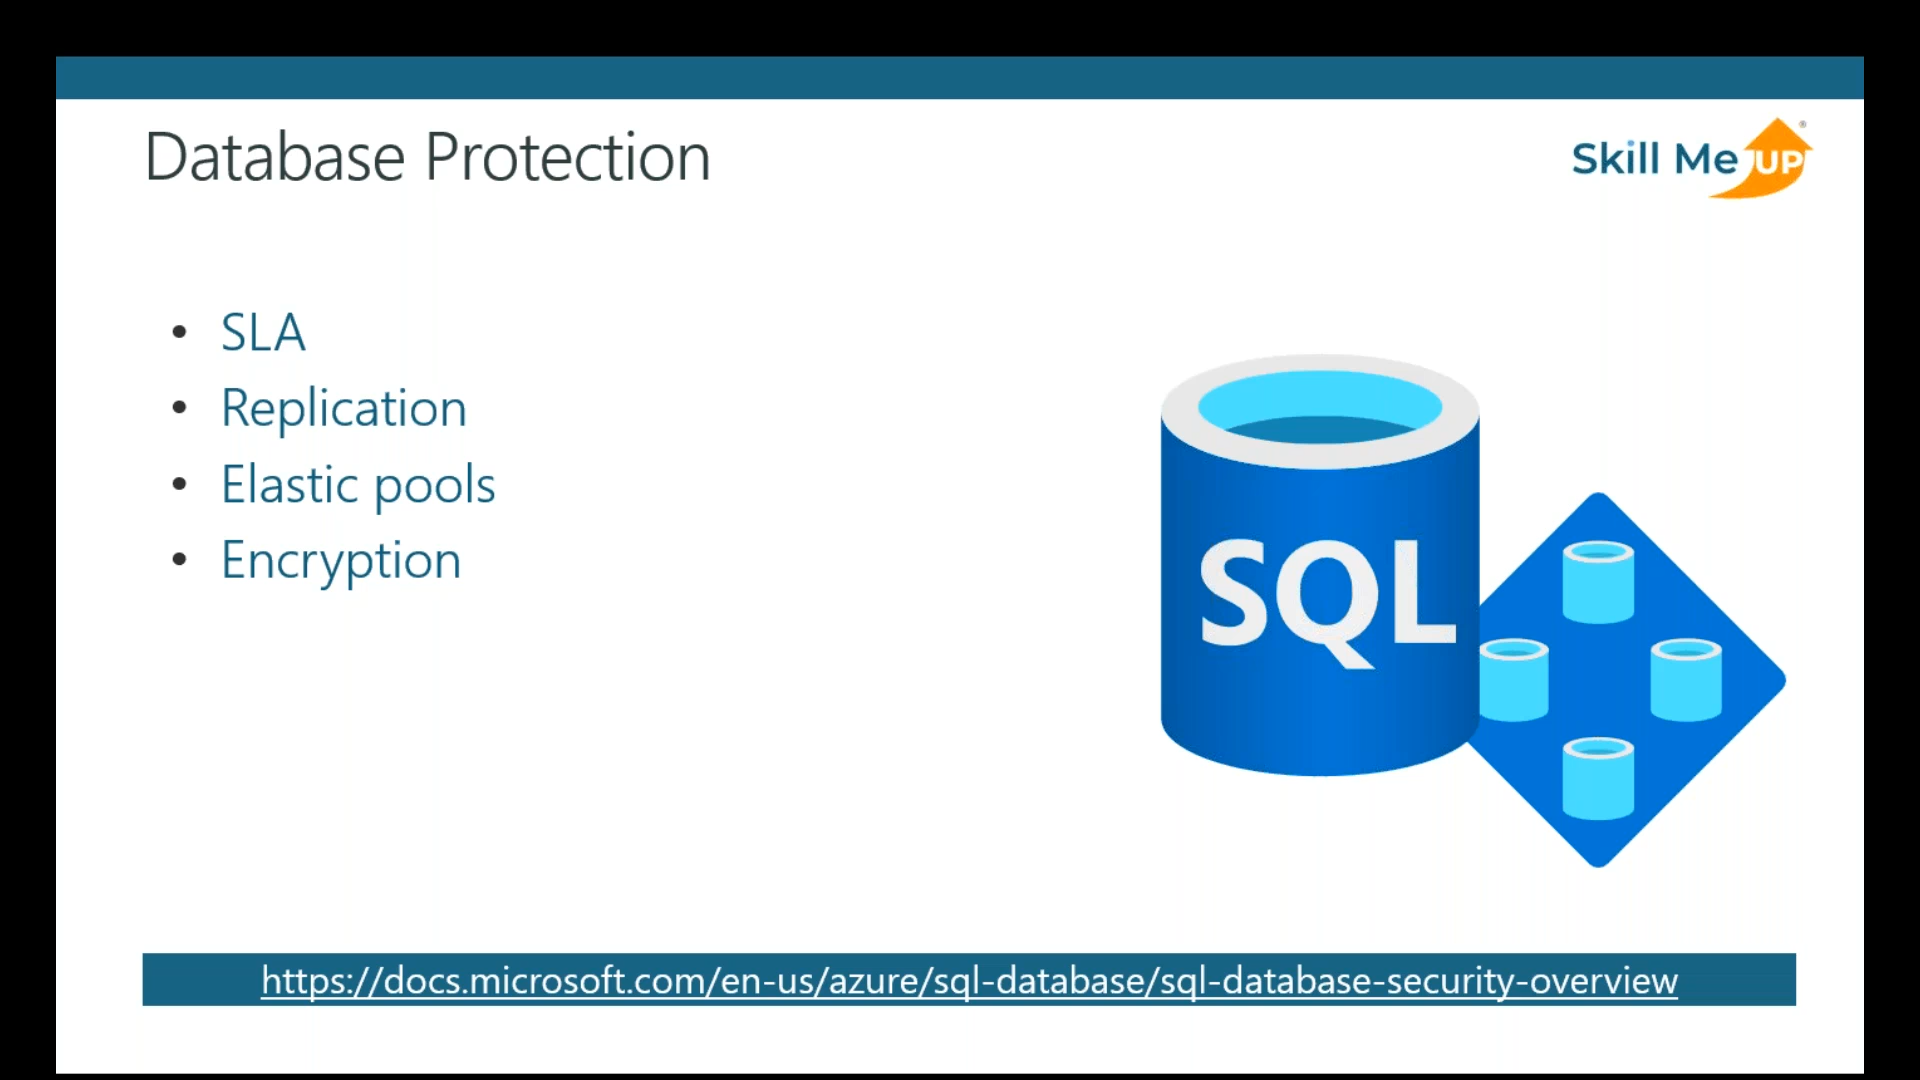 Database Protection
Skill Me UP®
• SLA
• Replication
• Elastic pools
• Encryption
SQL
https://docs.microsoft.com/en-us/azure/sql-database/sql-database-security-overview